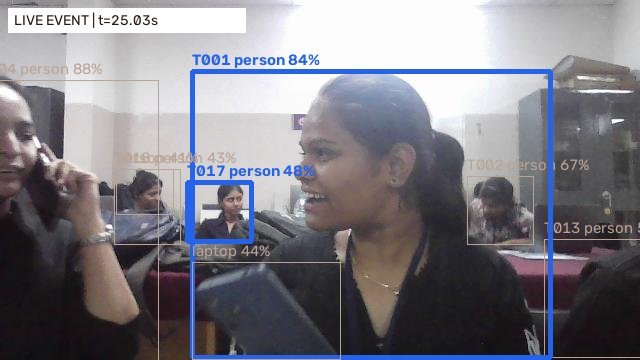 LIVE EVENT | t=25.03s
T001 person 84%
04 person 88%
person 43%
T017 person 48%
T002 person 67%
T013 person 5
laptop 44%